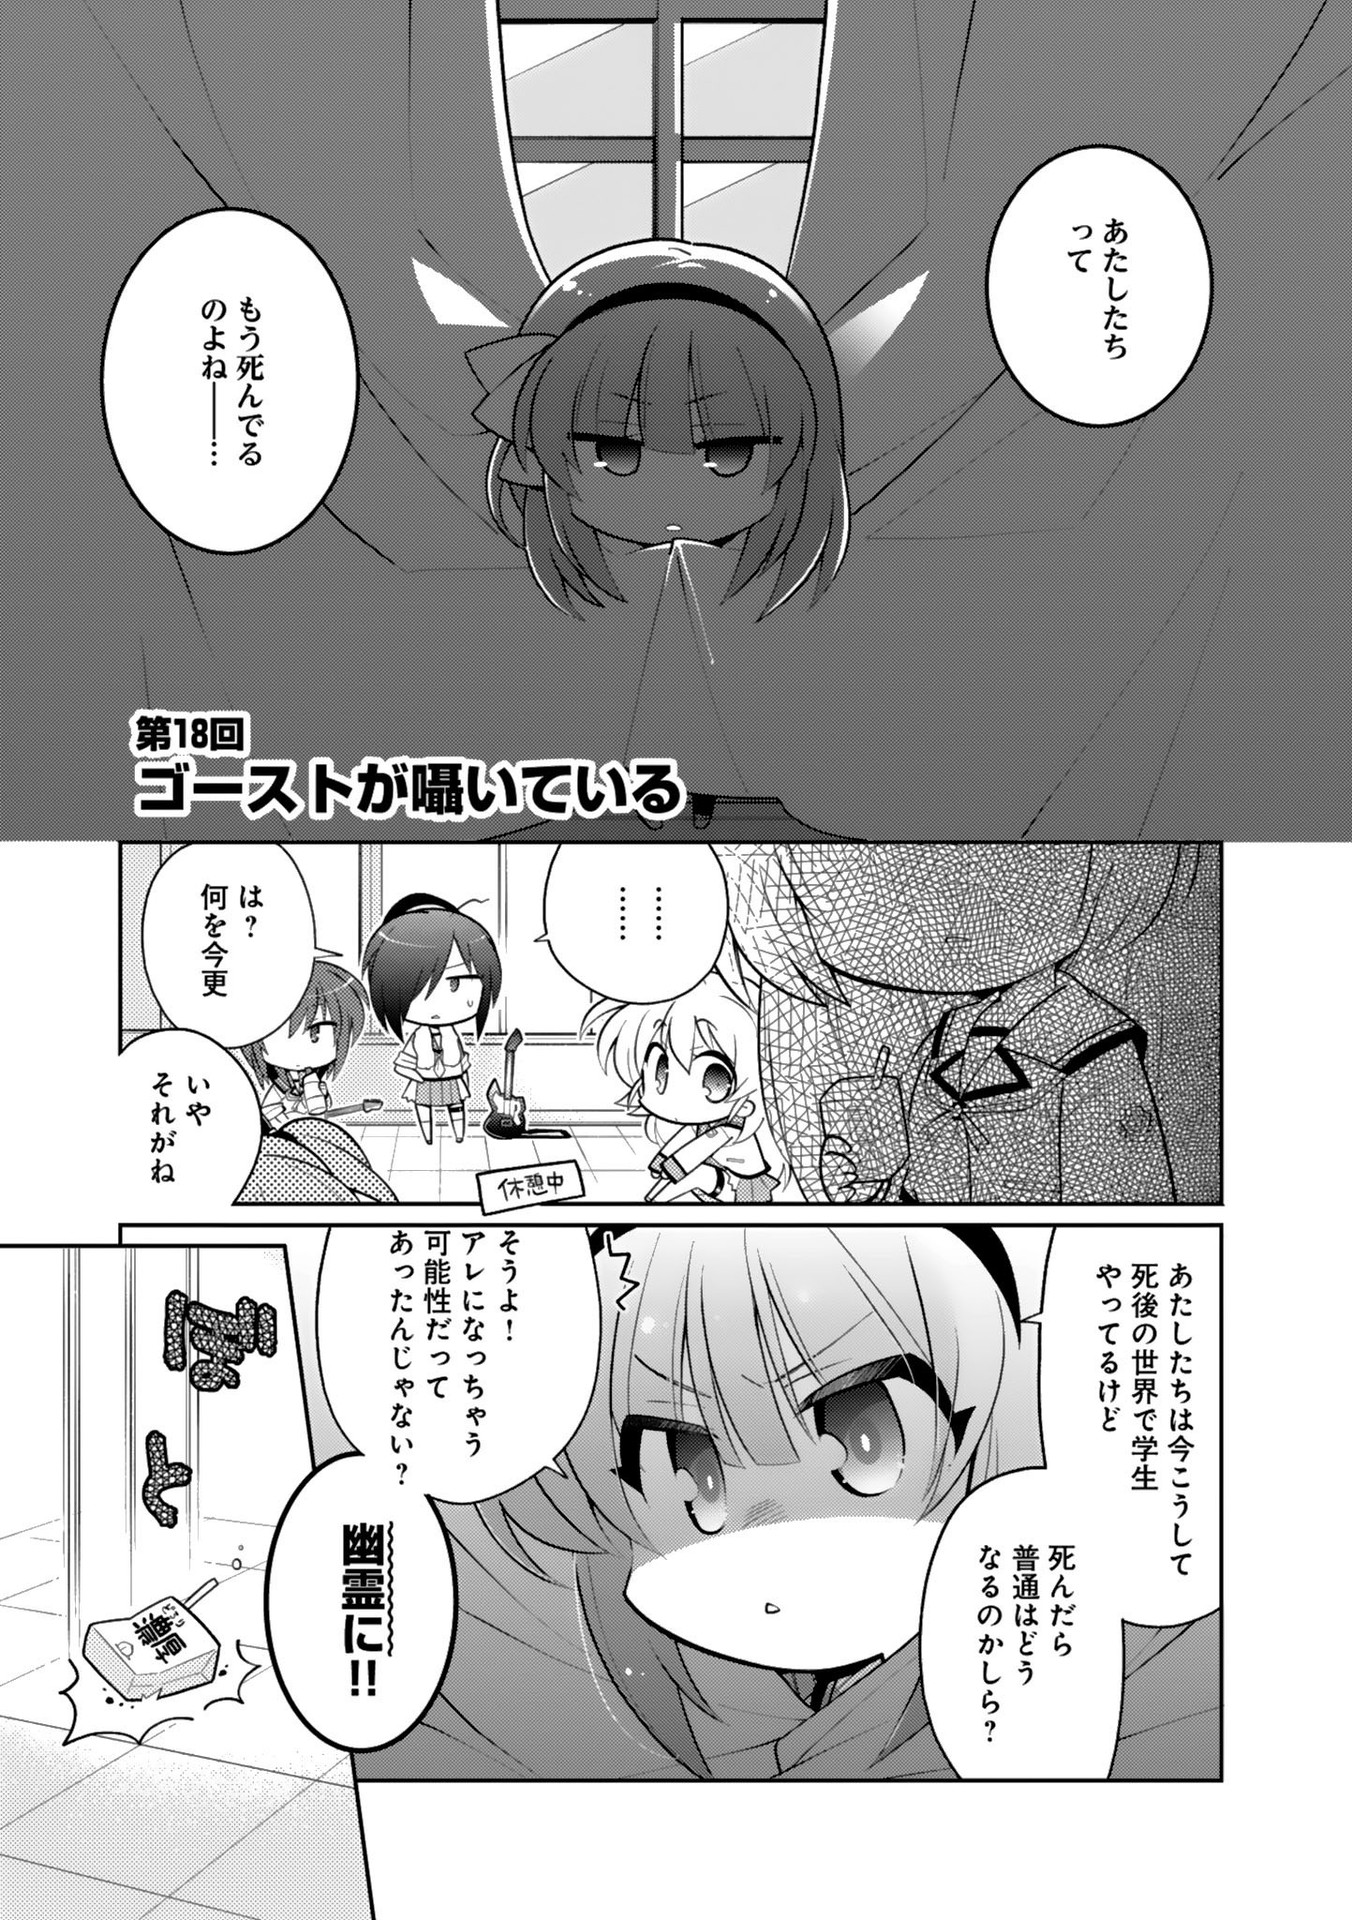 あたしたち
って
もう死んでる
のよね――…
第18回
ゴーストが囁いている
……
……
は？
何を今更
いや
それがね
休憩中
あたしたちは今こうして
死後の世界で学生
やってるけど
死んだら
普通はどう
なるのかしら？
そうよ！
アレになっちゃう
可能性だって
あったんじゃない？
幽霊に!!
ぼ
と
どろり
濃厚